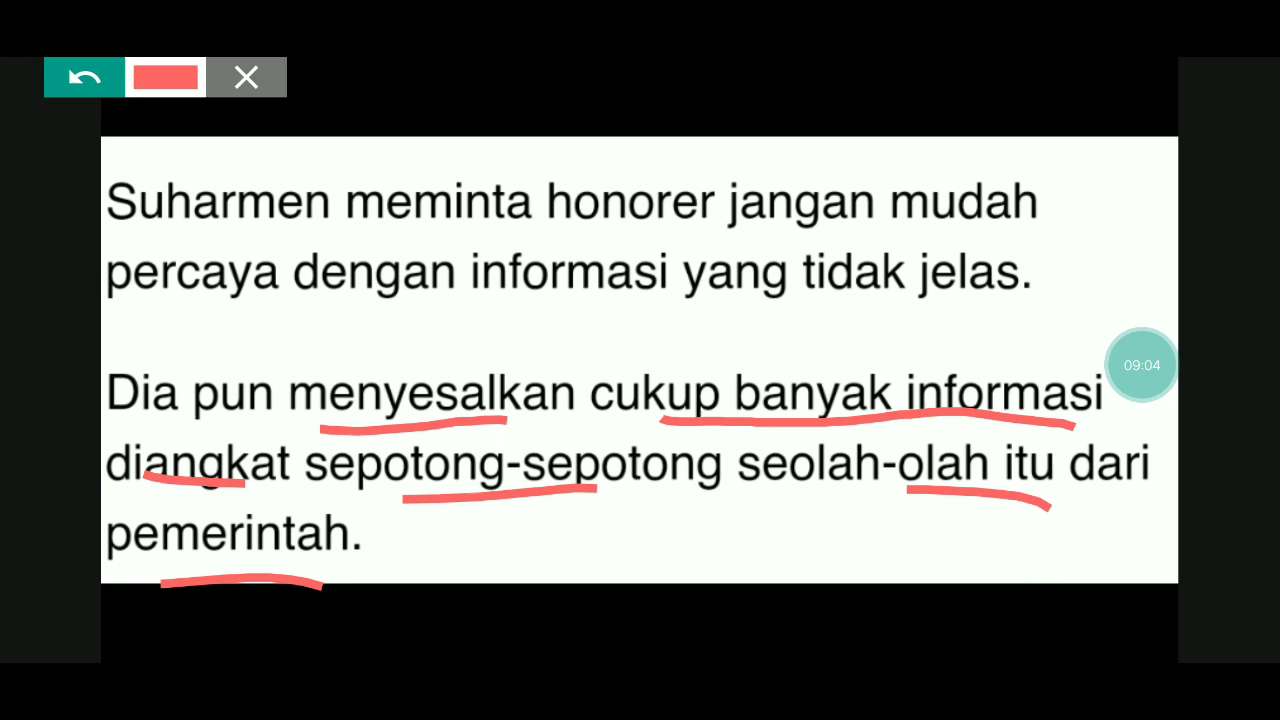 Suharmen meminta honorer jangan mudah
percaya dengan informasi yang tidak jelas.
Dia pun menyesalkan cukup banyak informasi
09:04
diangkat sepotong-sepotong seolah-olah itu dari
pemerintah.